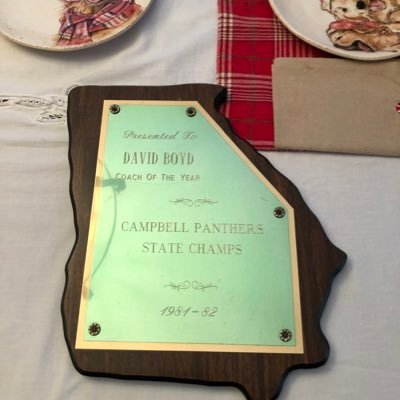 Presented To
DAVID BOYD
COACH OF THE YEAR
CAMPBELL PANTHERS
STATE CHAMPS
1981-82